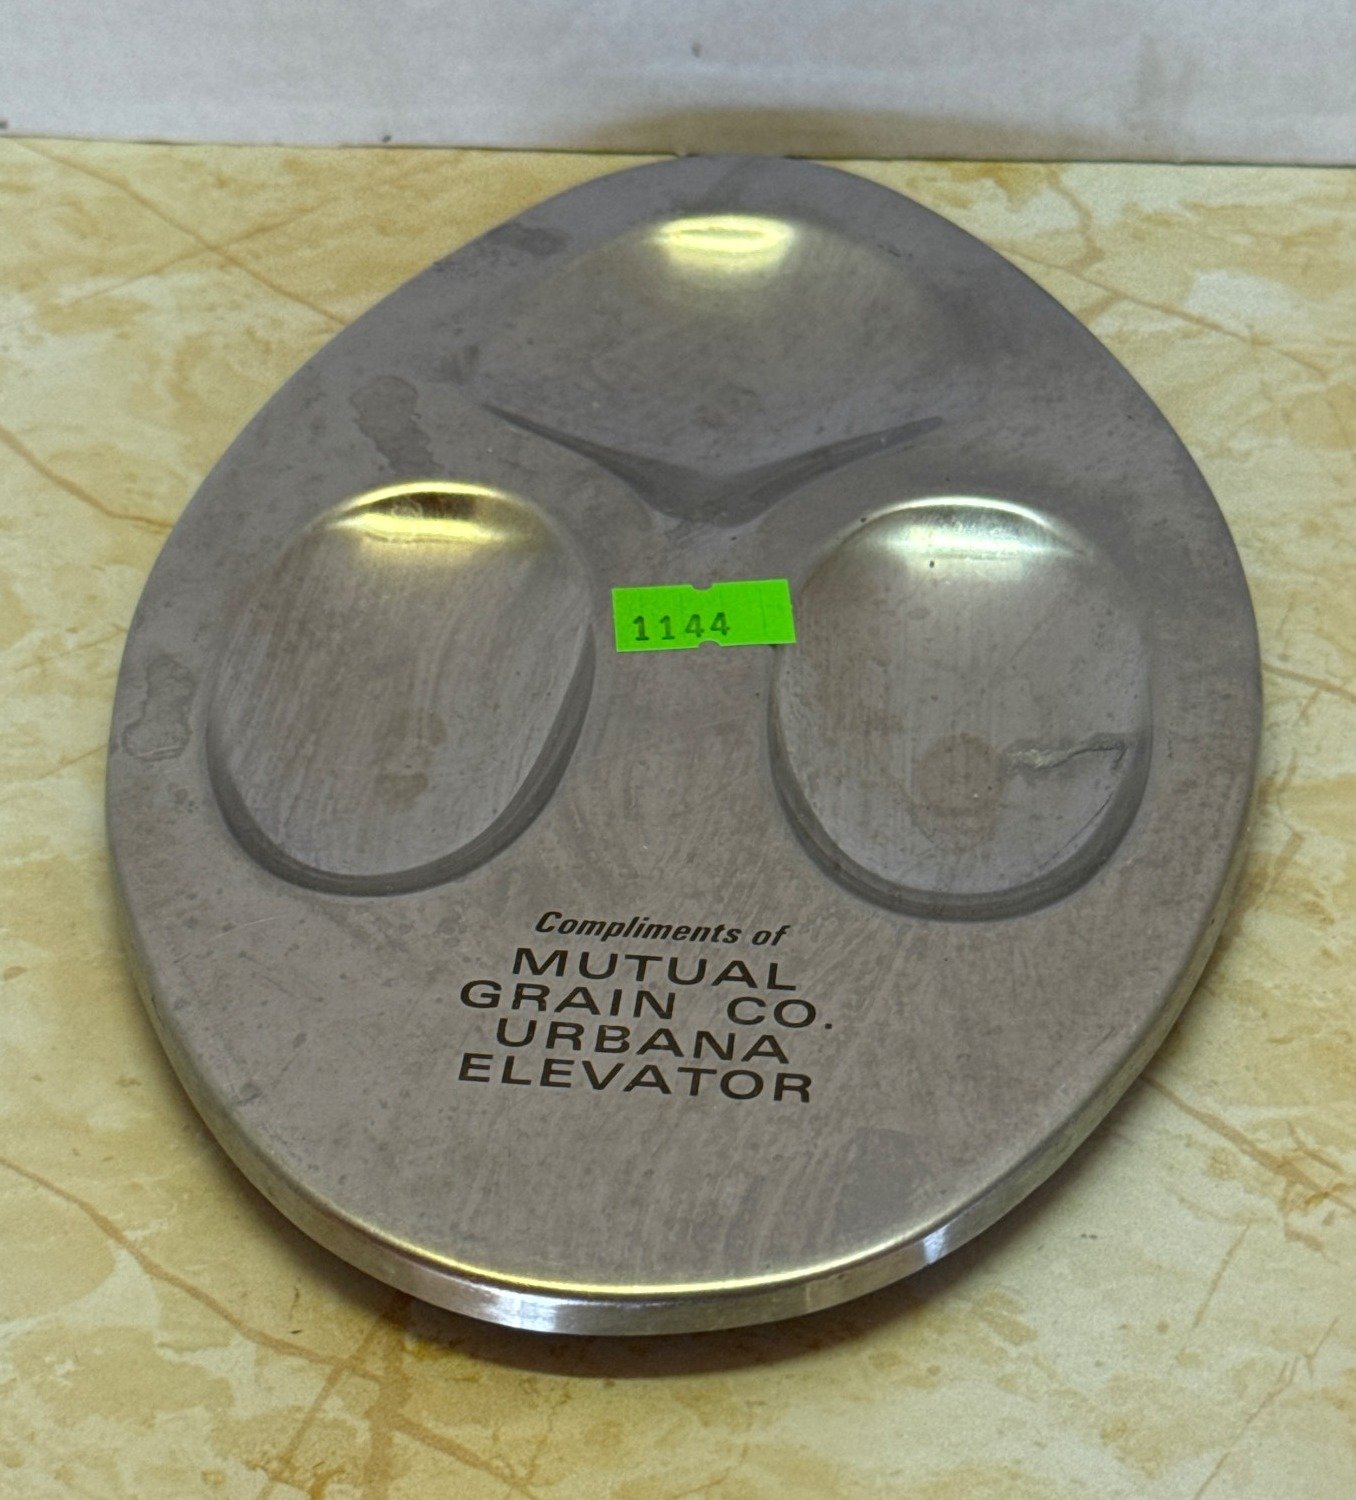 1144
Compliments of
MUTUAL
GRAIN CO.
URBANA
ELEVATOR